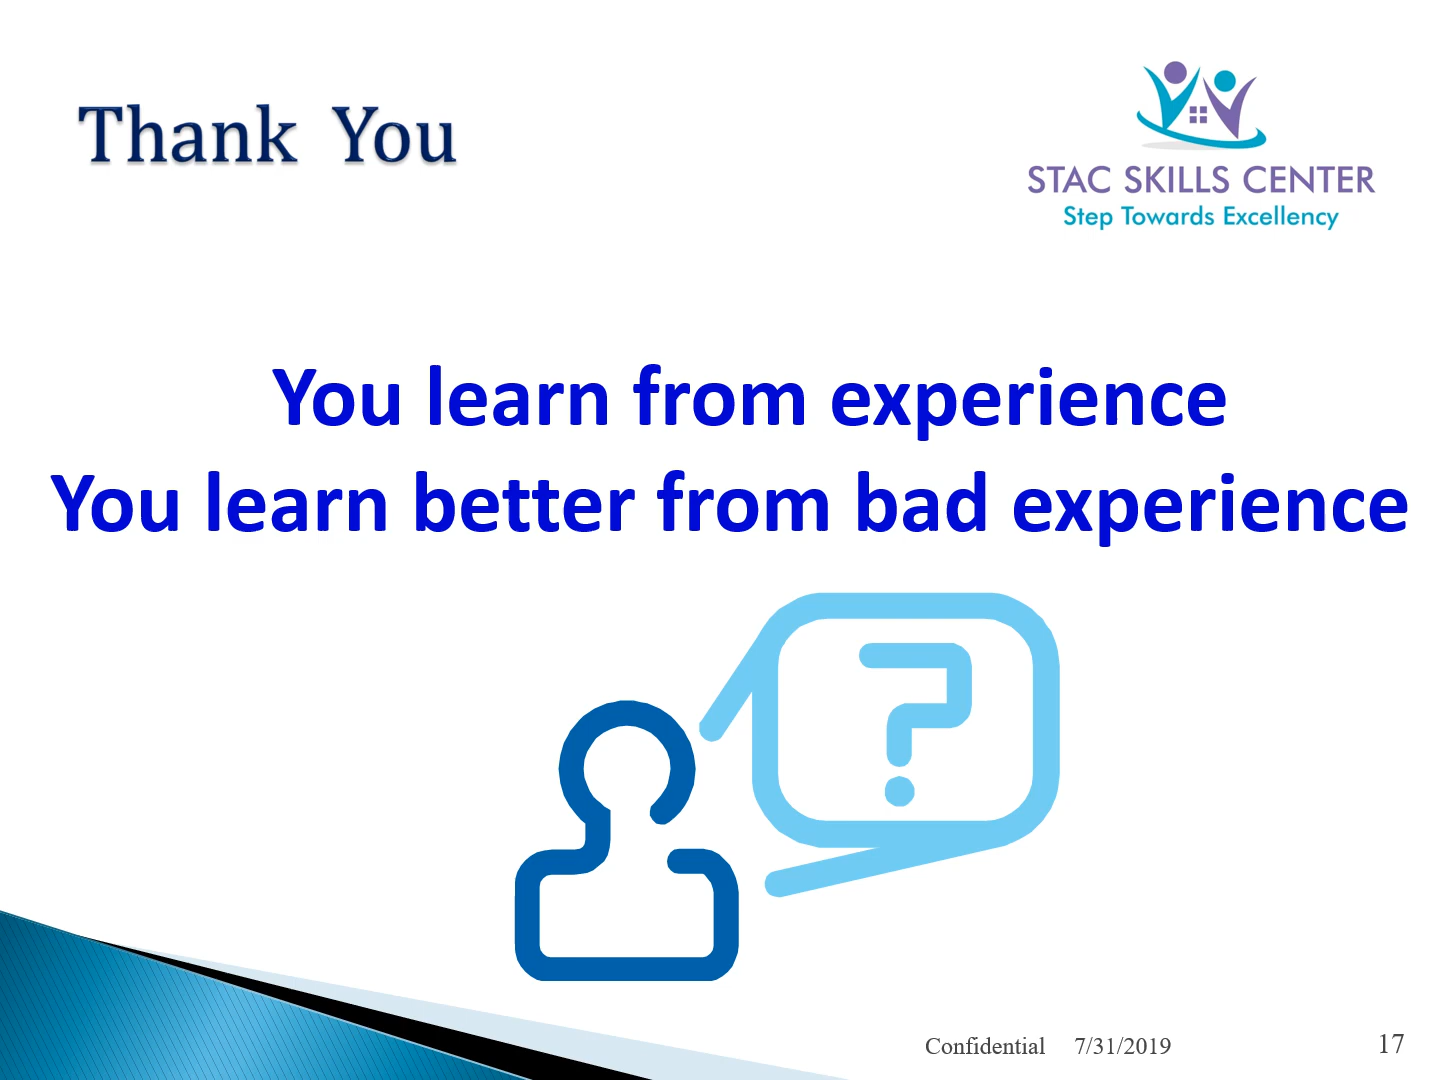 Thank You
STAC SKILLS CENTER
Step Towards Excellency
You learn from experience
You learn better from bad experience
?
Confidential 7/31/2019 17